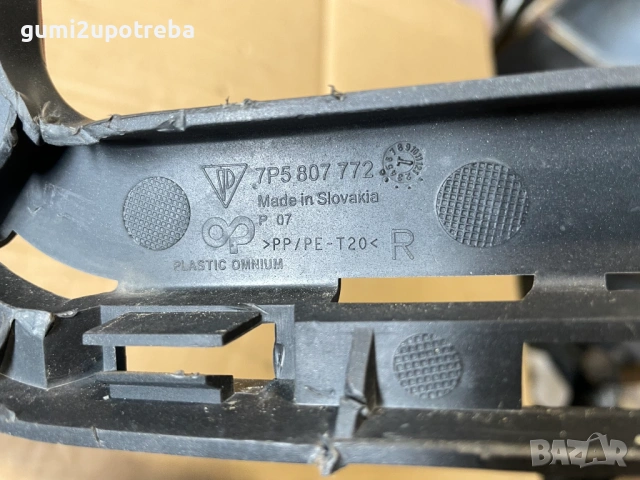 gumi2upotreba
7P5 807 772
Made in Slovakia
P 07
>PP/PE-T20<
R
PLASTIC OMNIUM
BAZAR